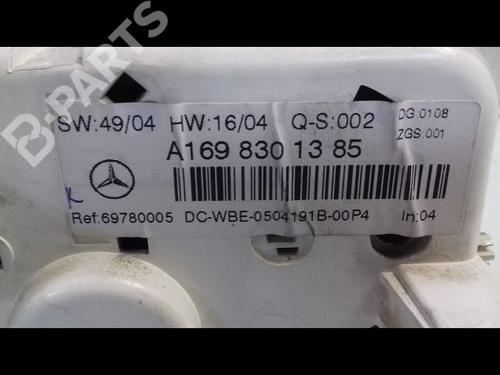 B-PARTS
SW:49/04 HW:16/04 Q-S:002 DG:0108
ZGS:001
A169 830 13 85
Ref:69780005 DC-WBE-0504191B-00P4 In:04